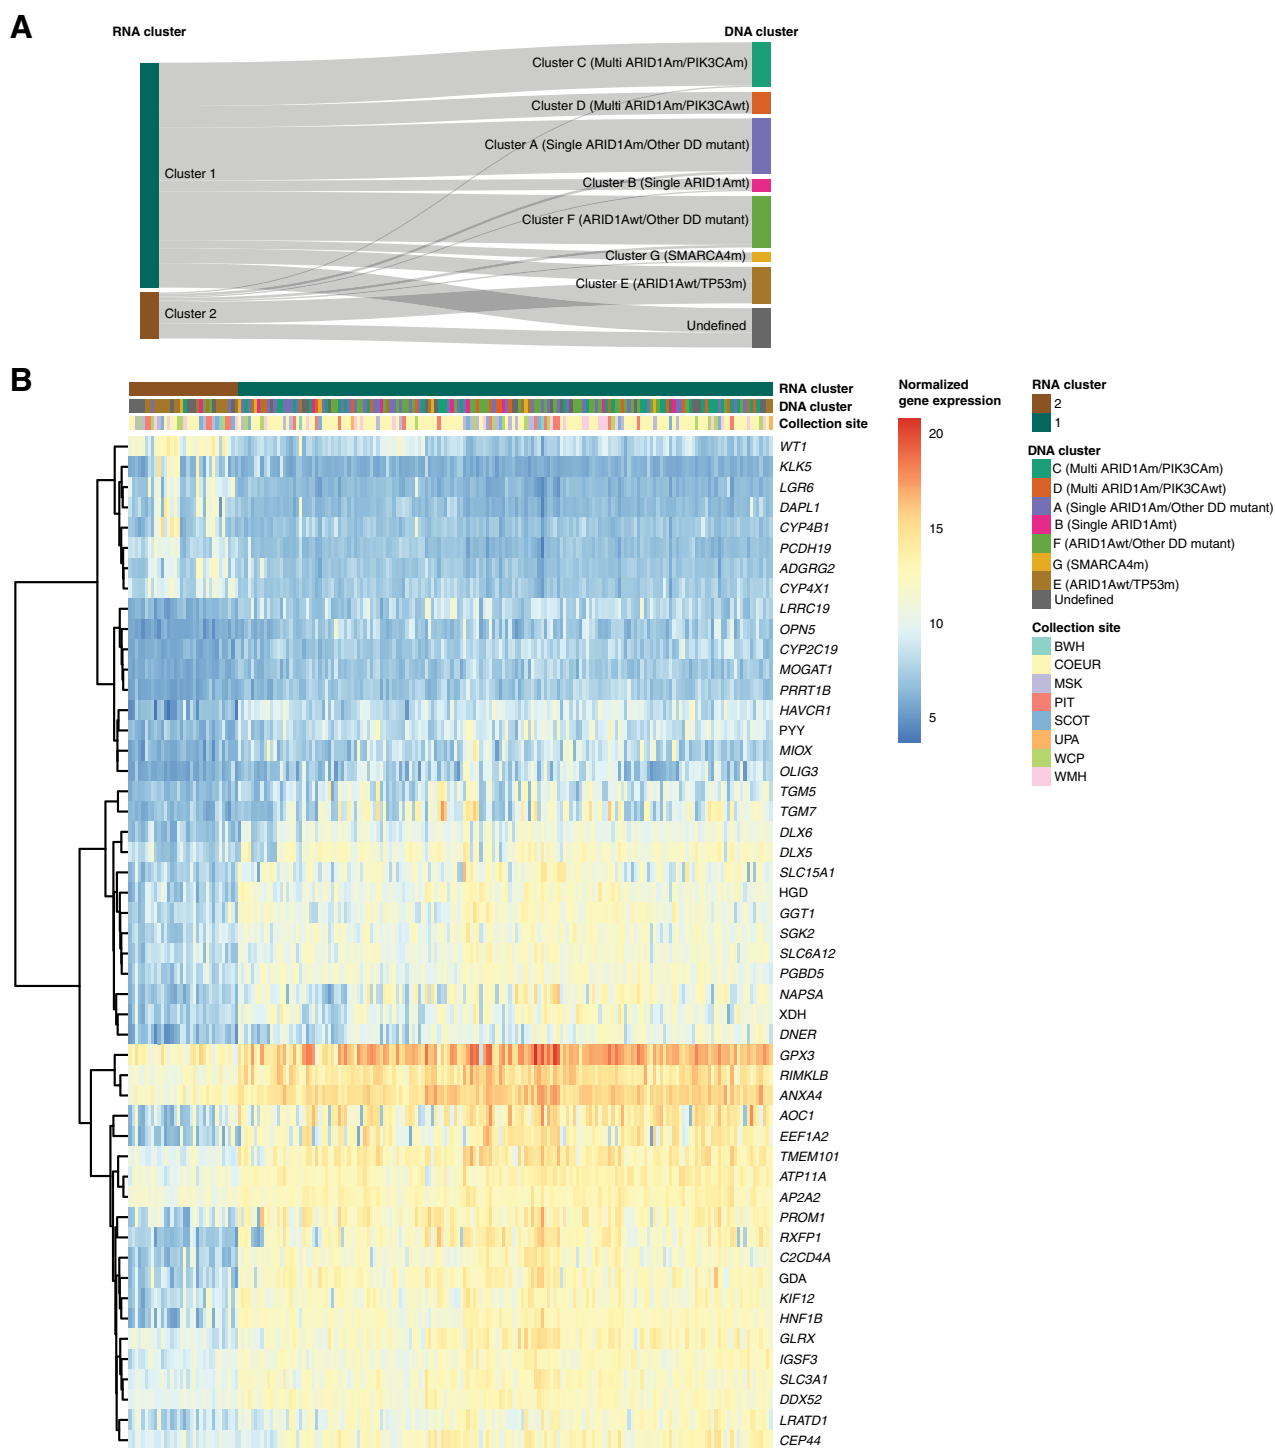 A
RNA cluster
DNA cluster
Cluster C (Multi ARID1Am/PIK3CAm)
Cluster D (Multi ARID1Am/PIK3CAwt)
Cluster A (Single ARID1Am/Other DD mutant)
Cluster 1
Cluster B (Single ARID1Amt)
Cluster F (ARID1Awt/Other DD mutant)
Cluster G (SMARCA4m)
Cluster E (ARID1Awt/TP53m)
Cluster 2
Undefined
B
RNA cluster
DNA cluster
Collection site
WT1
KLK5
LGR6
DAPL1
CYP4B1
PCDH19
ADGRG2
CYP4X1
LRRC19
OPN5
CYP2C19
MOGAT1
PRRT1B
HAVCR1
PYY
MIOX
OLIG3
TGM5
TGM7
DLX6
DLX5
SLC15A1
HGD
GGT1
SGK2
SLC6A12
PGBD5
NAPSA
XDH
DNER
GPX3
RIMKLB
ANXA4
AOC1
EEF1A2
TMEM101
ATP11A
AP2A2
PROM1
RXFP1
C2CD4A
GDA
KIF12
HNF1B
GLRX
IGSF3
SLC3A1
DDX52
LRATD1
CEP44
Normalized
gene expression
20
15
10
5
RNA cluster
2
1
DNA cluster
C (Multi ARID1Am/PIK3CAm)
D (Multi ARID1Am/PIK3CAwt)
A (Single ARID1Am/Other DD mutant)
B (Single ARID1Amt)
F (ARID1Awt/Other DD mutant)
G (SMARCA4m)
E (ARID1Awt/TP53m)
Undefined
Collection site
BWH
COEUR
MSK
PIT
SCOT
UPA
WCP
WMH